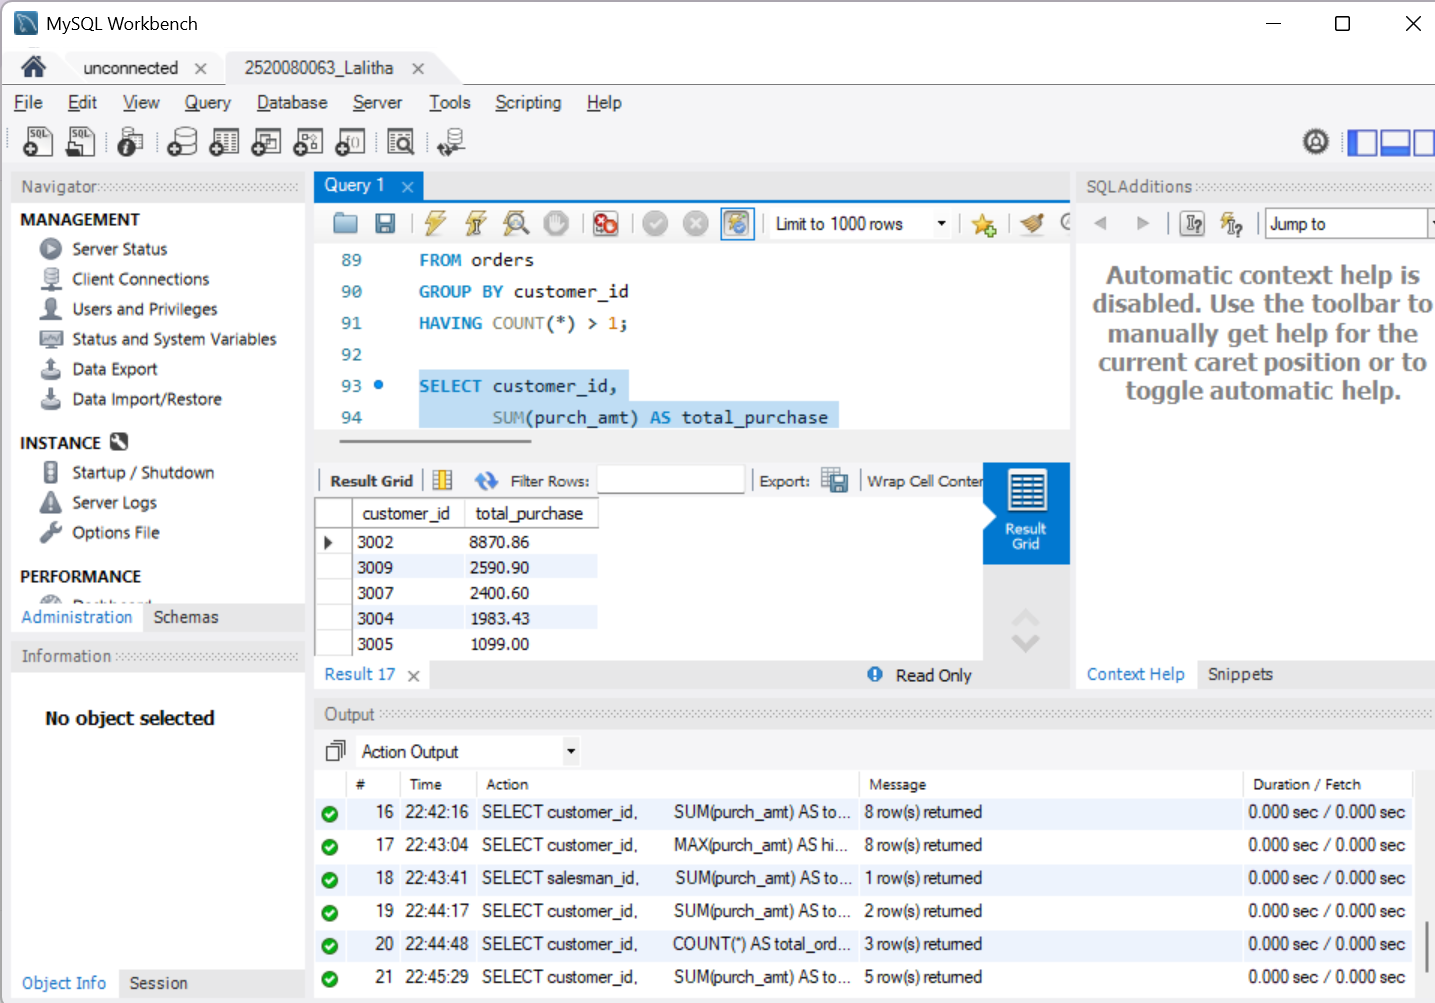 MySQL Workbench
unconnected
2520080063_Lalitha
File Edit View Query Database Server Tools Scripting Help
Navigator
MANAGEMENT
Server Status
Client Connections
Users and Privileges
Status and System Variables
Data Export
Data Import/Restore
INSTANCE
Startup / Shutdown
Server Logs
Options File
PERFORMANCE
Administration Schemas
Information
No object selected
Object Info Session
Query 1
Limit to 1000 rows
89 FROM orders
90 GROUP BY customer_id
91 HAVING COUNT(*) > 1;
92
93 SELECT customer_id,
94 SUM(purch_amt) AS total_purchase
Result Grid Filter Rows: Export: Wrap Cell Conter
customer_id total_purchase
3002 8870.86
3009 2590.90
3007 2400.60
3004 1983.43
3005 1099.00
Result Grid
Result 17
Read Only
SQLAdditions
Jump to
Automatic context help is
disabled. Use the toolbar to
manually get help for the
current caret position or to
toggle automatic help.
Context Help Snippets
Output
Action Output
# Time Action Message Duration / Fetch
16 22:42:16 SELECT customer_id, SUM(purch_amt) AS to... 8 row(s) returned 0.000 sec / 0.000 sec
17 22:43:04 SELECT customer_id, MAX(purch_amt) AS hi... 8 row(s) returned 0.000 sec / 0.000 sec
18 22:43:41 SELECT salesman_id, SUM(purch_amt) AS to... 1 row(s) returned 0.000 sec / 0.000 sec
19 22:44:17 SELECT customer_id, SUM(purch_amt) AS to... 2 row(s) returned 0.000 sec / 0.000 sec
20 22:44:48 SELECT customer_id, COUNT(*) AS total_ord... 3 row(s) returned 0.000 sec / 0.000 sec
21 22:45:29 SELECT customer_id, SUM(purch_amt) AS to... 5 row(s) returned 0.000 sec / 0.000 sec